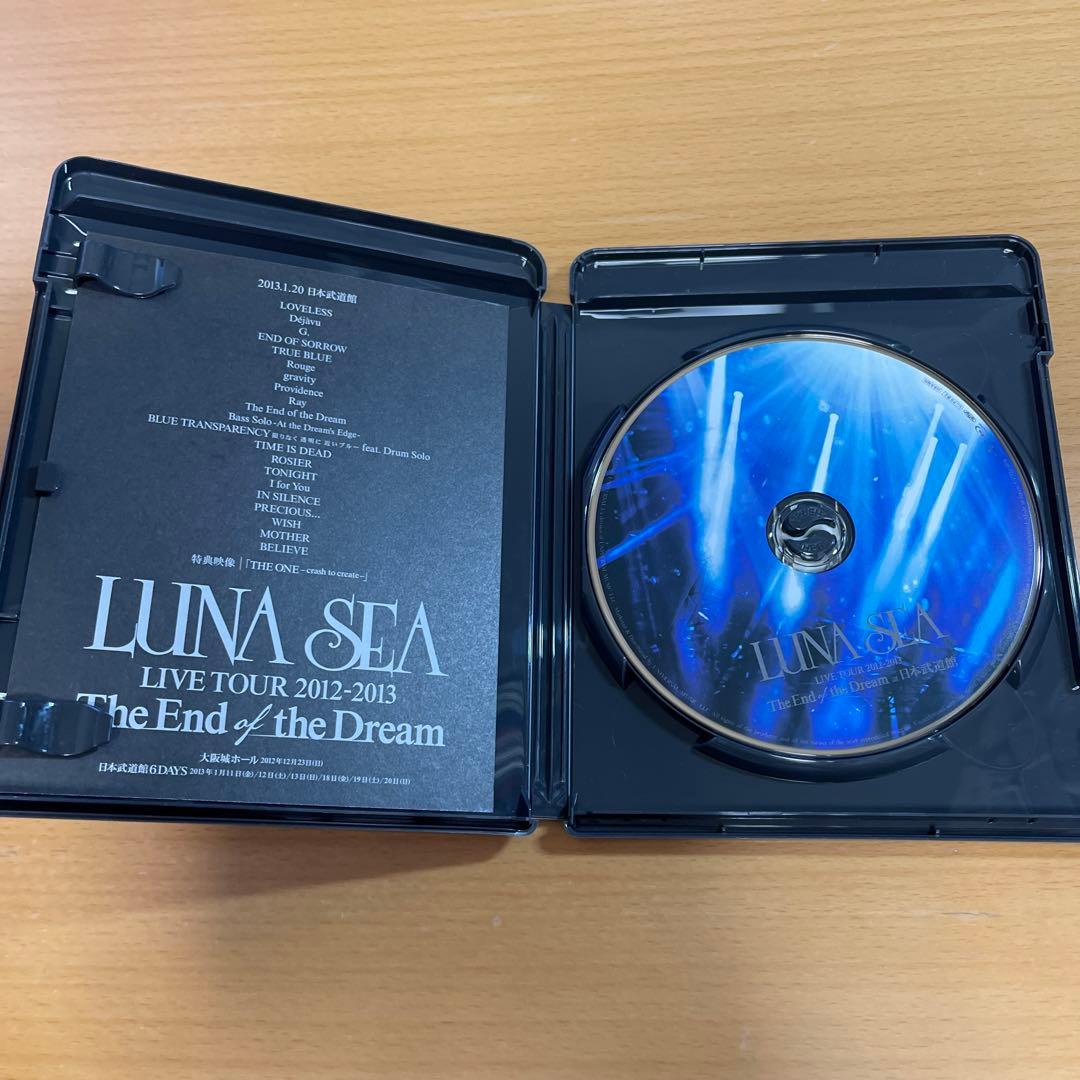 2013.1.20 日本武道館
LOVELESS
Déjàvu
G.
END OF SORROW
TRUE BLUE
Rouge
gravity
Providence
Ray
The End of the Dream
Bass Solo -At the Dream's Edge-
BLUE TRANSPARENCY 限りなく透明に近いブルー feat. Drum Solo
TIME IS DEAD
ROSIER
TONIGHT
I for You
IN SILENCE
PRECIOUS...
WISH
MOTHER
BELIEVE
特典映像 | 「THE ONE -crash to create-」
LUNA SEA
LIVE TOUR 2012-2013
The End of the Dream
大阪城ホール 2012年12月23日(日)
日本武道館6DAYS 2013年1月11日(金)/12日(土)/13日(日)/18日(金)/19日(土)/20日(日)
LUNA SEA
LIVE TOUR 2012-2013
The End of the Dream 日本武道館